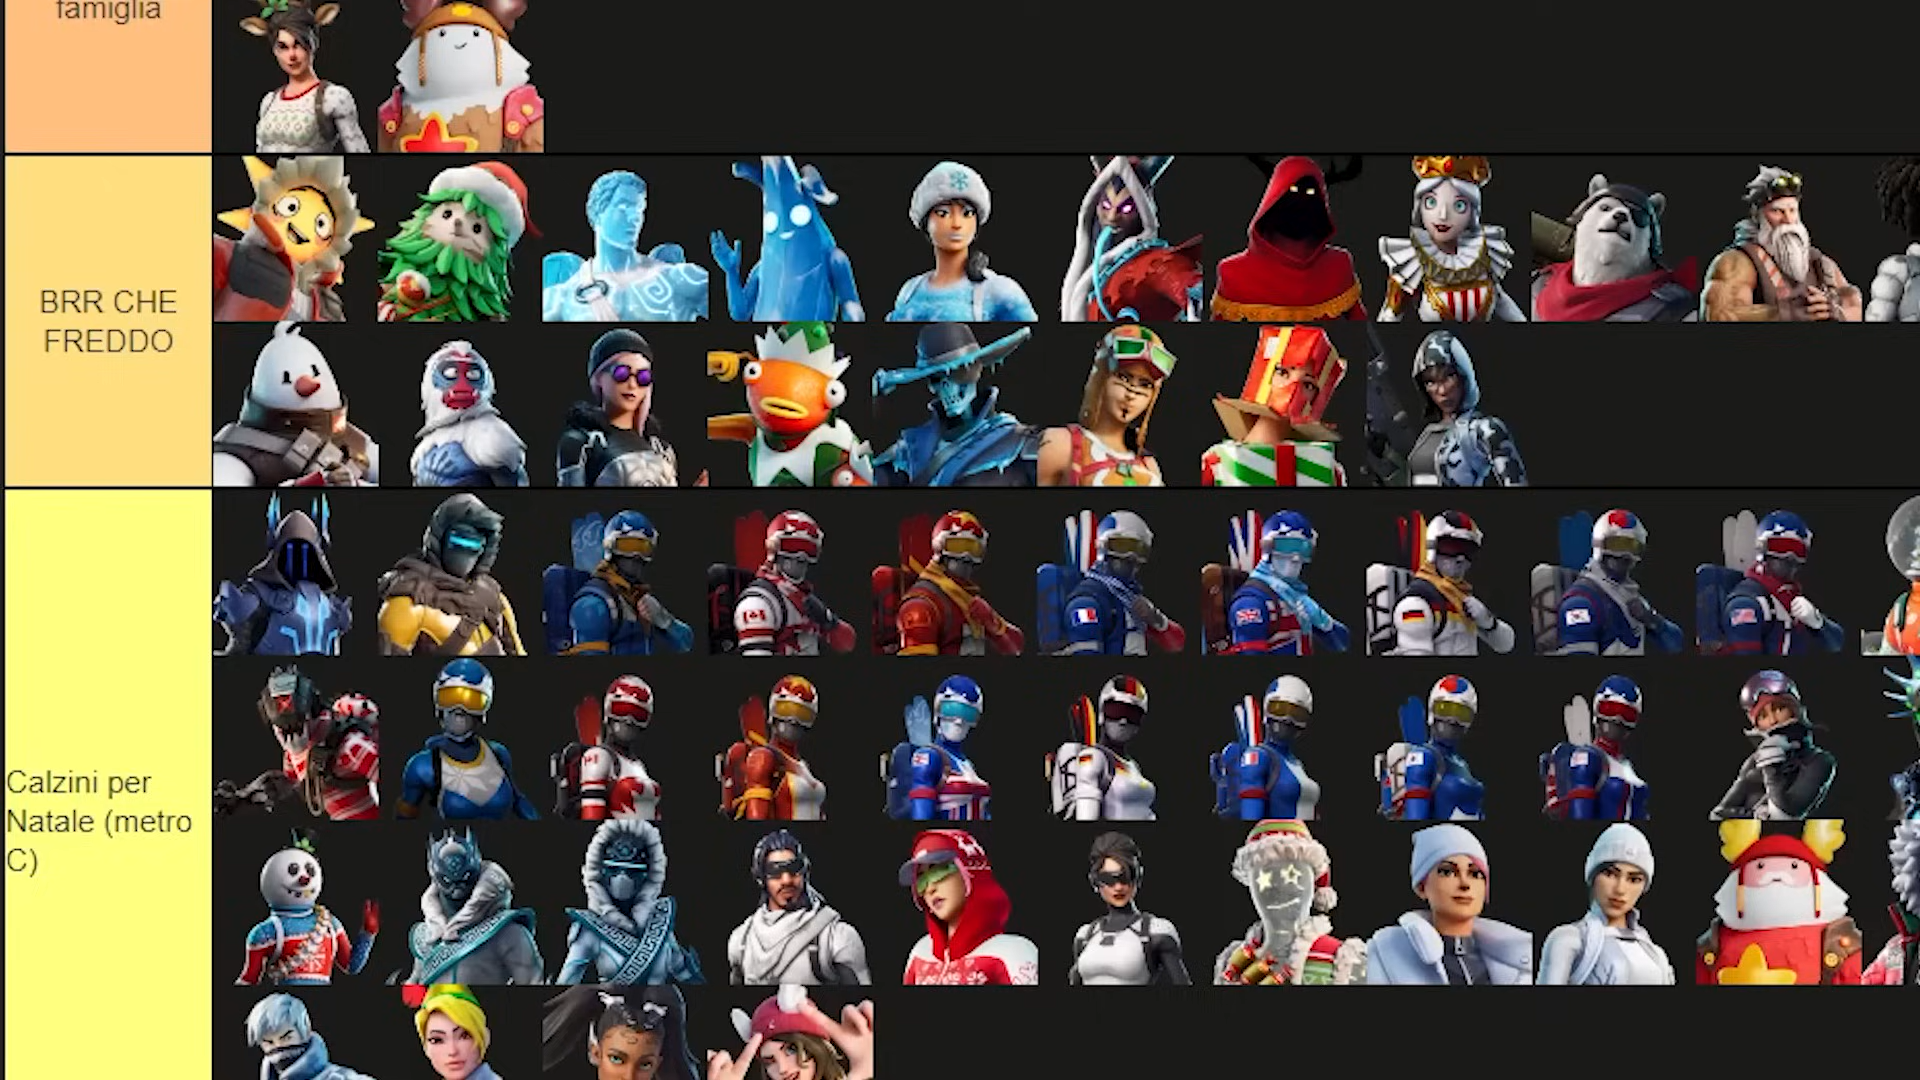 famiglia
BRR CHE
FREDDO
Calzini per
Natale (metro
C)